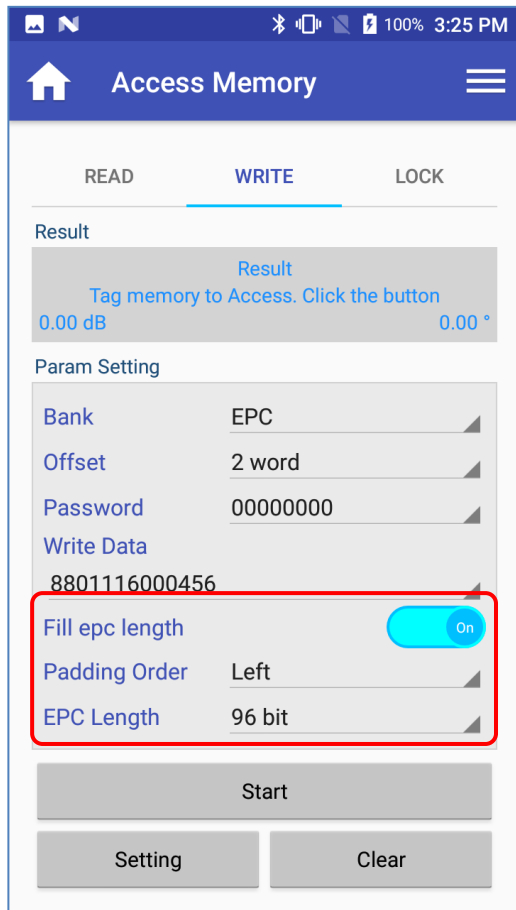 100% 3:25 PM
Access Memory
READ WRITE LOCK
Result
Result
Tag memory to Access. Click the button
0.00 dB 0.00 °
Param Setting
Bank EPC
Offset 2 word
Password 00000000
Write Data
8801116000456
Fill epc length On
Padding Order Left
EPC Length 96 bit
Start
Setting Clear